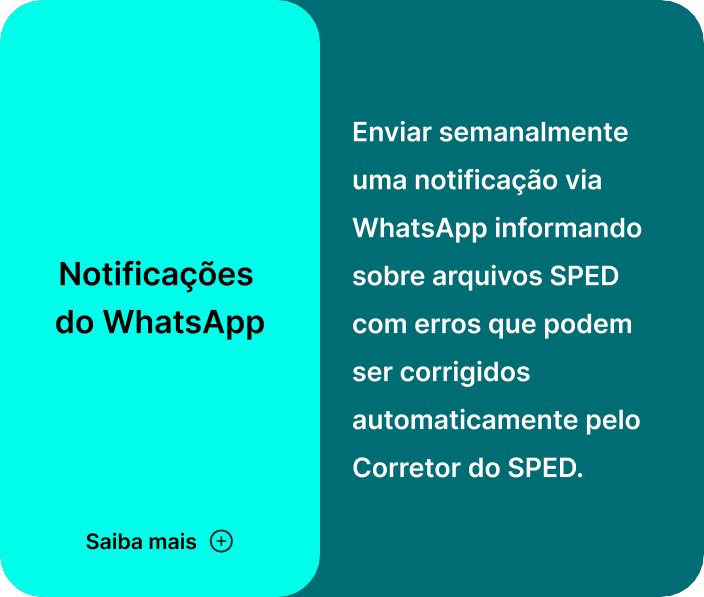 Notificações
do WhatsApp
Saiba mais
Enviar semanalmente
uma notificação via
WhatsApp informando
sobre arquivos SPED
com erros que podem
ser corrigidos
automaticamente pelo
Corretor do SPED.